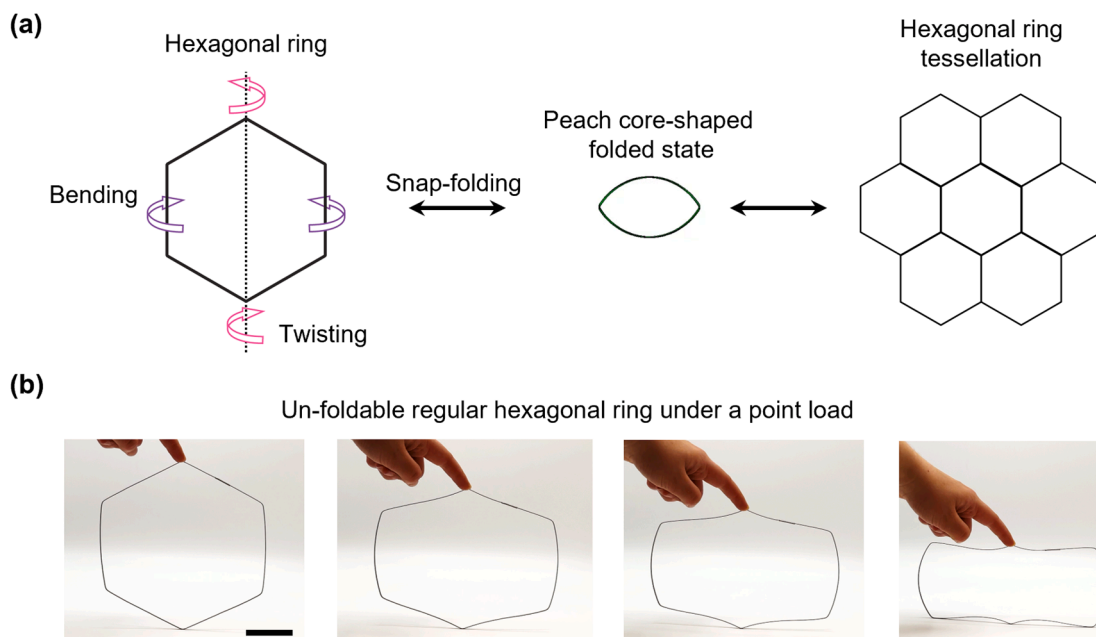 (a)
Hexagonal ring
Bending
Twisting
Snap-folding
Peach core-shaped
folded state
Hexagonal ring
tessellation
(b)
Un-foldable regular hexagonal ring under a point load